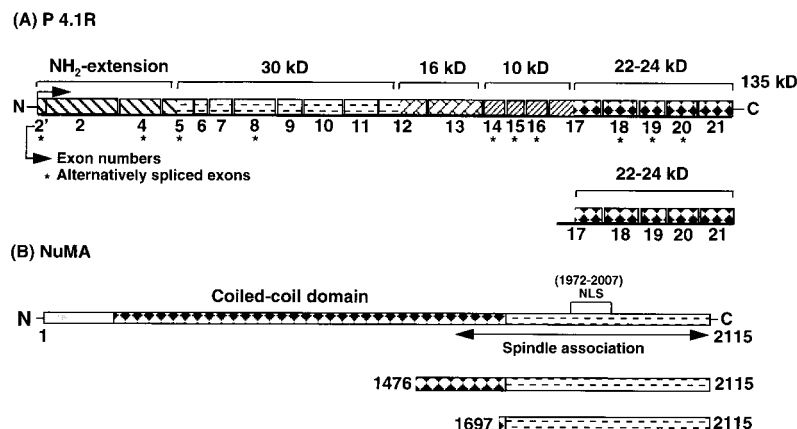 (A) P 4.1R
NH2-extension 30 kD 16 kD 10 kD 22-24 kD
135 kD
N C
2' 2 4 5 6 7 8 9 10 11 12 13 14 15 16 17 18 19 20 21
* * * * * * * * * *
Exon numbers
* Alternatively spliced exons
22-24 kD
17 18 19 20 21
(B) NuMA
(1972-2007)
NLS
Coiled-coil domain
N C
1 2115
Spindle association
1476 2115
1697 2115